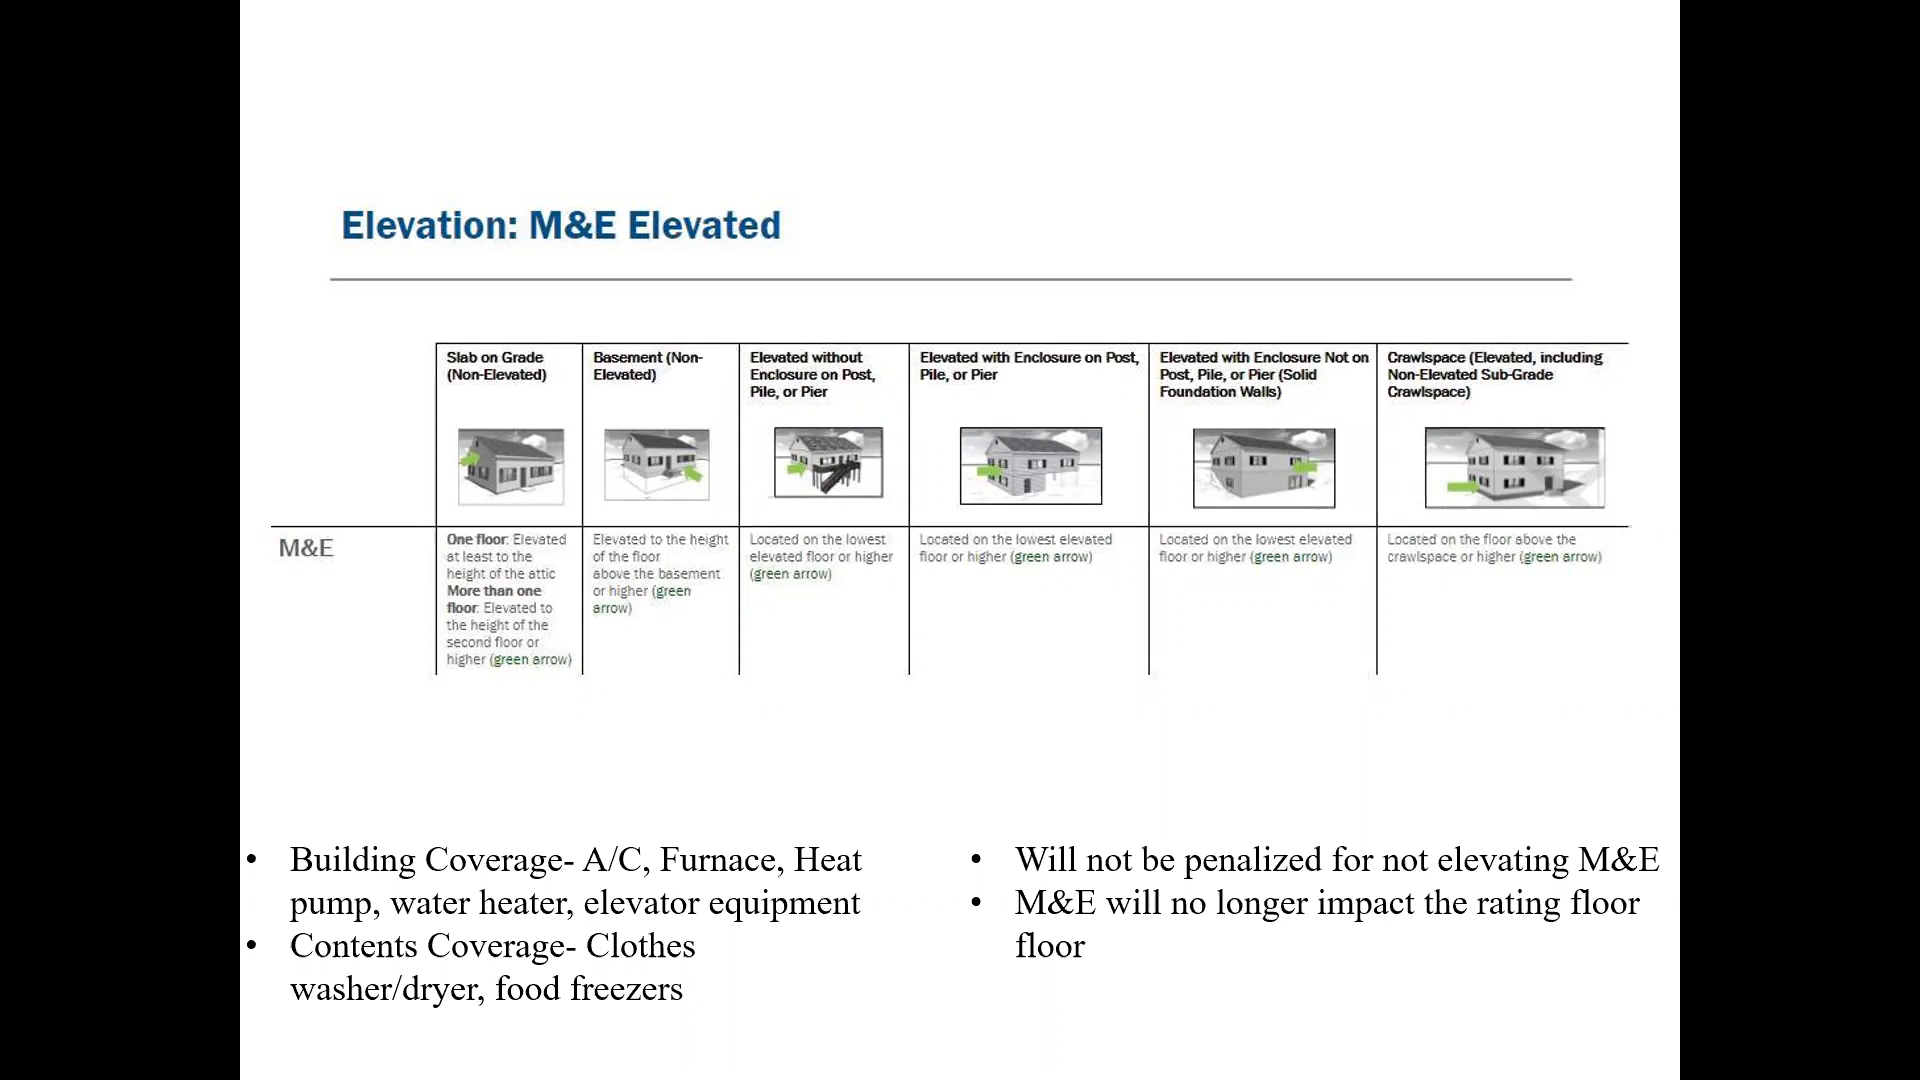 Elevation: M&E Elevated
Slab on Grade
(Non-Elevated)
Basement (Non-
Elevated)
Elevated without
Enclosure on Post,
Pile, or Pier
Elevated with Enclosure on Post,
Pile, or Pier
Elevated with Enclosure Not on
Post, Pile, or Pier (Solid
Foundation Walls)
Crawlspace (Elevated, including
Non-Elevated Sub-Grade
Crawlspace)
M&E
One floor: Elevated
at least to the
height of the attic
More than one
floor: Elevated to
the height of the
second floor or
higher (green arrow)
Elevated to the height
of the floor
above the basement
or higher (green
arrow)
Located on the lowest
elevated floor or higher
(green arrow)
Located on the lowest elevated
floor or higher (green arrow)
Located on the lowest elevated
floor or higher (green arrow)
Located on the floor above the
crawlspace or higher (green arrow)
• Building Coverage- A/C, Furnace, Heat
pump, water heater, elevator equipment
• Contents Coverage- Clothes
washer/dryer, food freezers
• Will not be penalized for not elevating M&E
• M&E will no longer impact the rating floor
floor